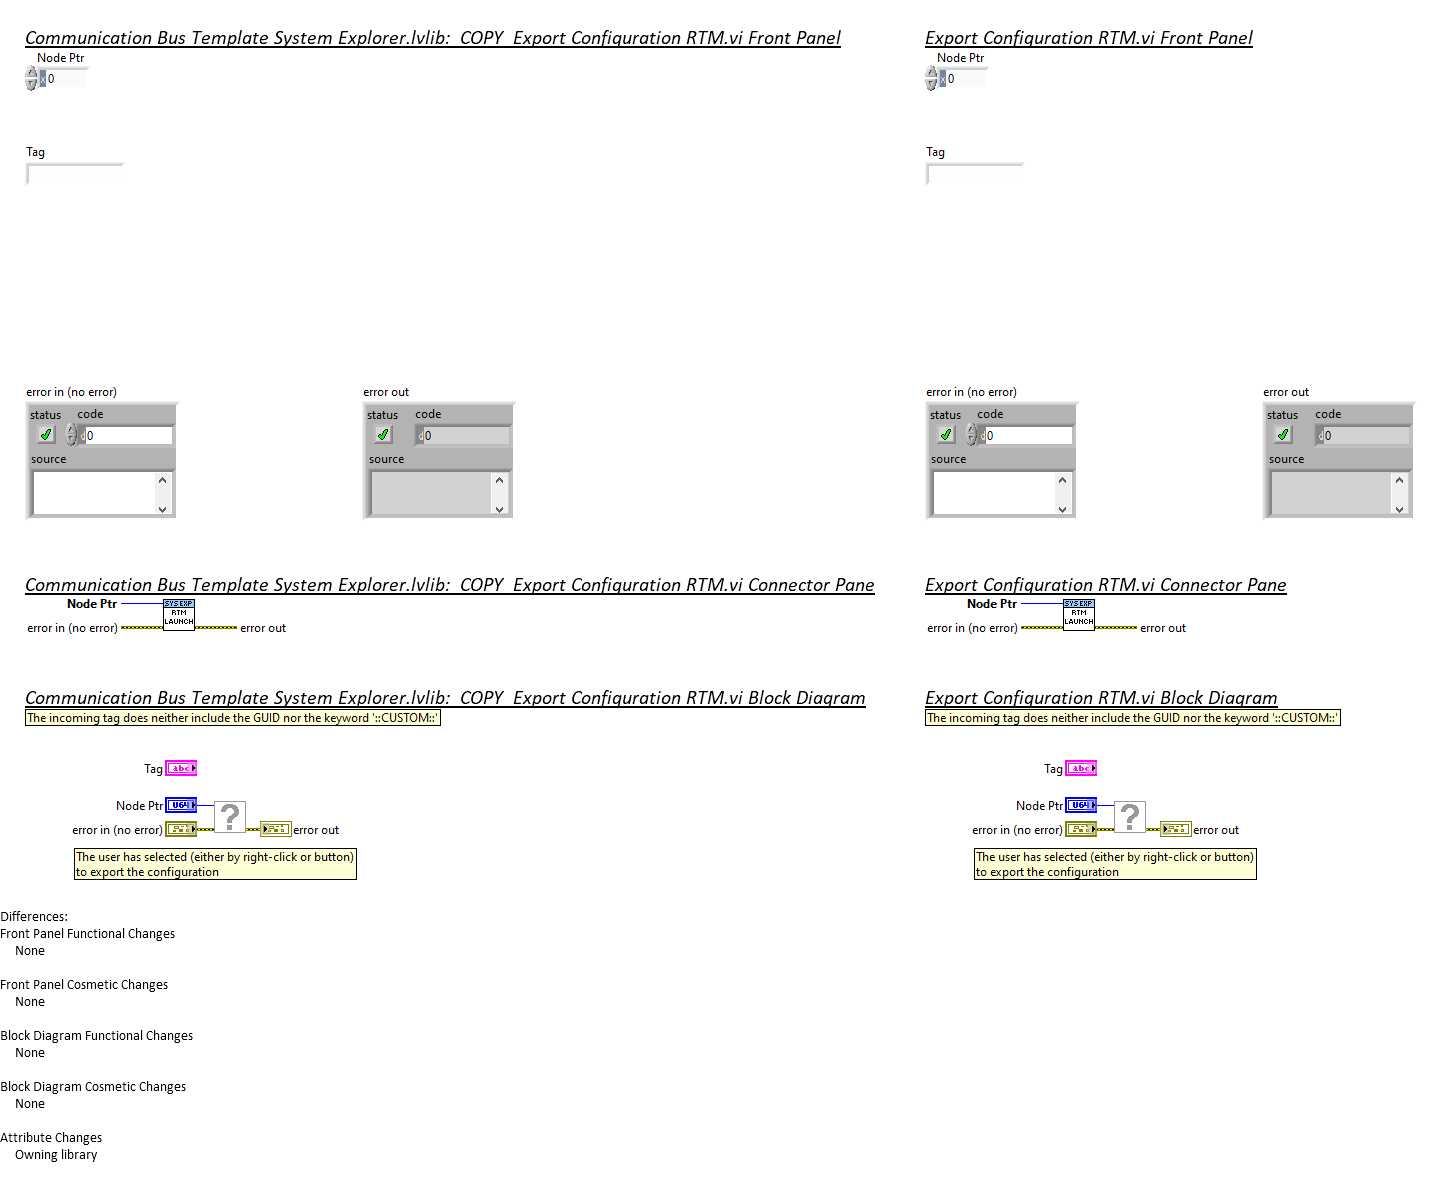 Communication Bus Template System Explorer.lvlib:  COPY  Export Configuration RTM.vi Front Panel
Node Ptr
x 0
Tag
error in (no error)
error out
status code
d 0
source
status code
d 0
source
Export Configuration RTM.vi Front Panel
Node Ptr
x 0
Tag
error in (no error)
error out
status code
d 0
source
status code
d 0
source
Communication Bus Template System Explorer.lvlib:  COPY  Export Configuration RTM.vi Connector Pane
Node Ptr
SYS EXP
RTM
LAUNCH
error in (no error)
error out
Export Configuration RTM.vi Connector Pane
Node Ptr
SYS EXP
RTM
LAUNCH
error in (no error)
error out
Communication Bus Template System Explorer.lvlib:  COPY  Export Configuration RTM.vi Block Diagram
The incoming tag does neither include the GUID nor the keyword '::CUSTOM::'
Tag abc
Node Ptr U64
?
error in (no error)
error out
The user has selected (either by right-click or button)
to export the configuration
Export Configuration RTM.vi Block Diagram
The incoming tag does neither include the GUID nor the keyword '::CUSTOM::'
Tag abc
Node Ptr U64
?
error in (no error)
error out
The user has selected (either by right-click or button)
to export the configuration
Differences:
Front Panel Functional Changes
None
Front Panel Cosmetic Changes
None
Block Diagram Functional Changes
None
Block Diagram Cosmetic Changes
None
Attribute Changes
Owning library